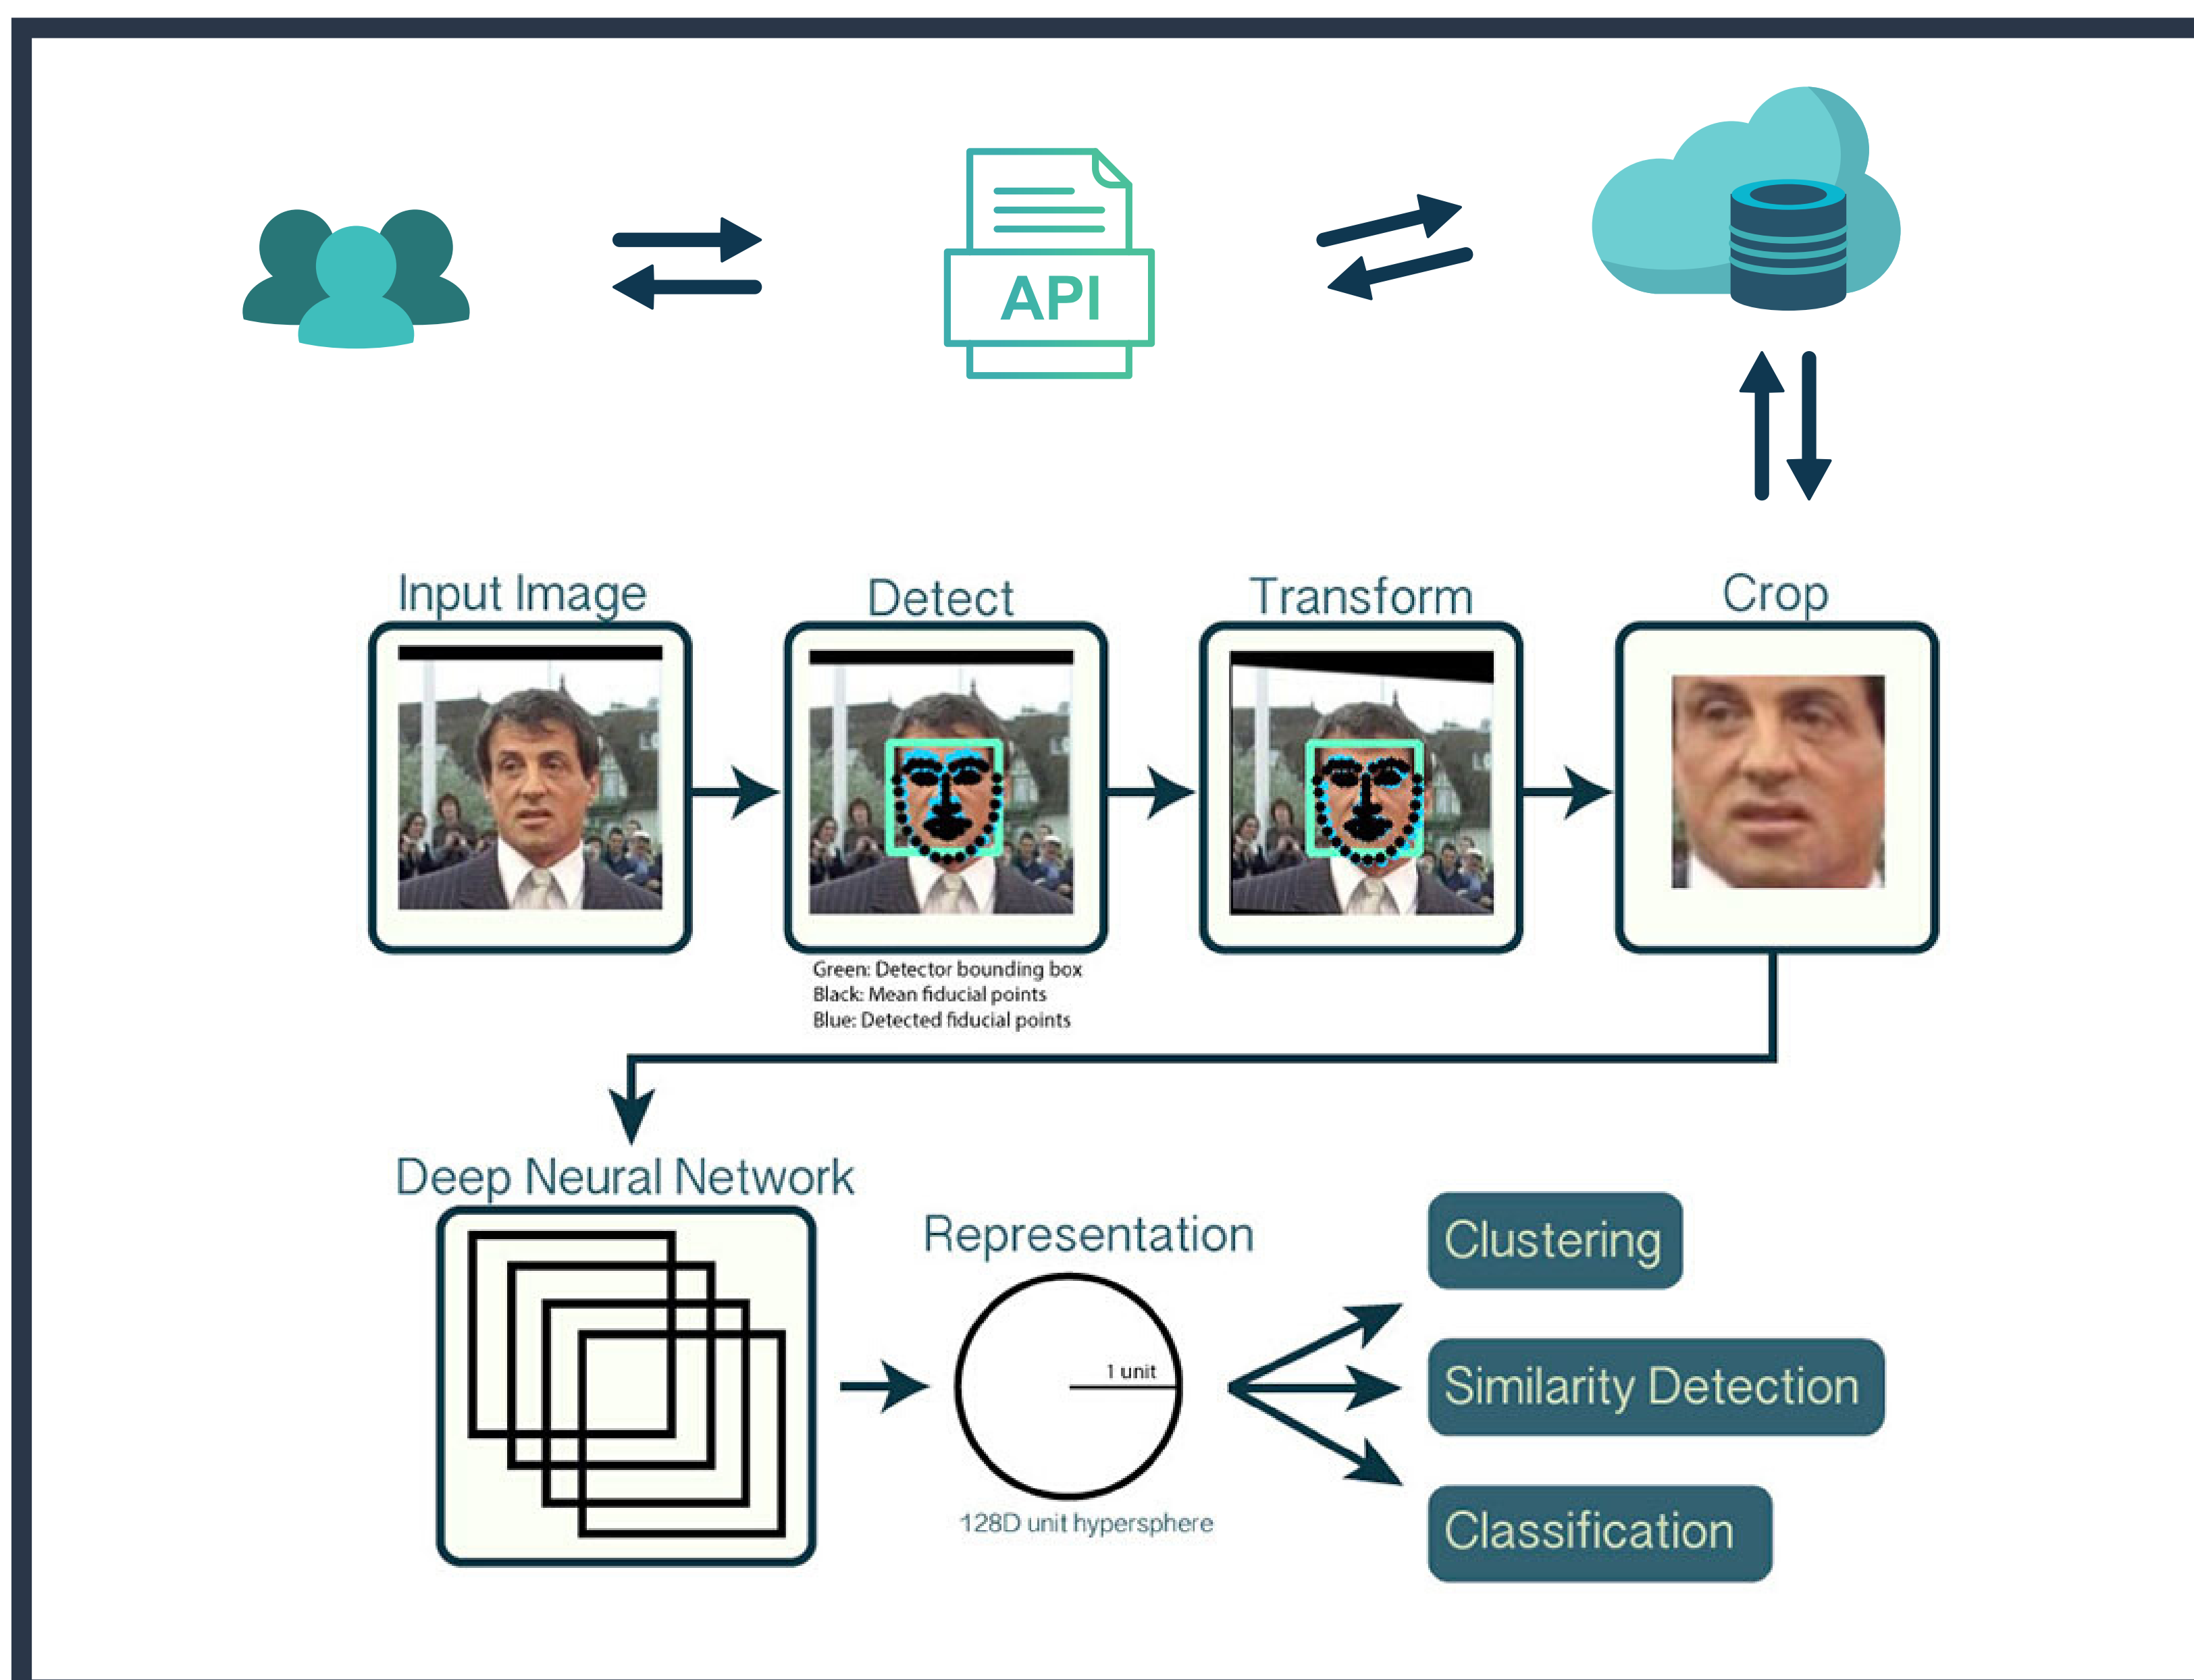 API
Input Image
Detect
Transform
Crop
Green: Detector bounding box
Black: Mean fiducial points
Blue: Detected fiducial points
Deep Neural Network
Representation
1 unit
128D unit hypersphere
Clustering
Similarity Detection
Classification